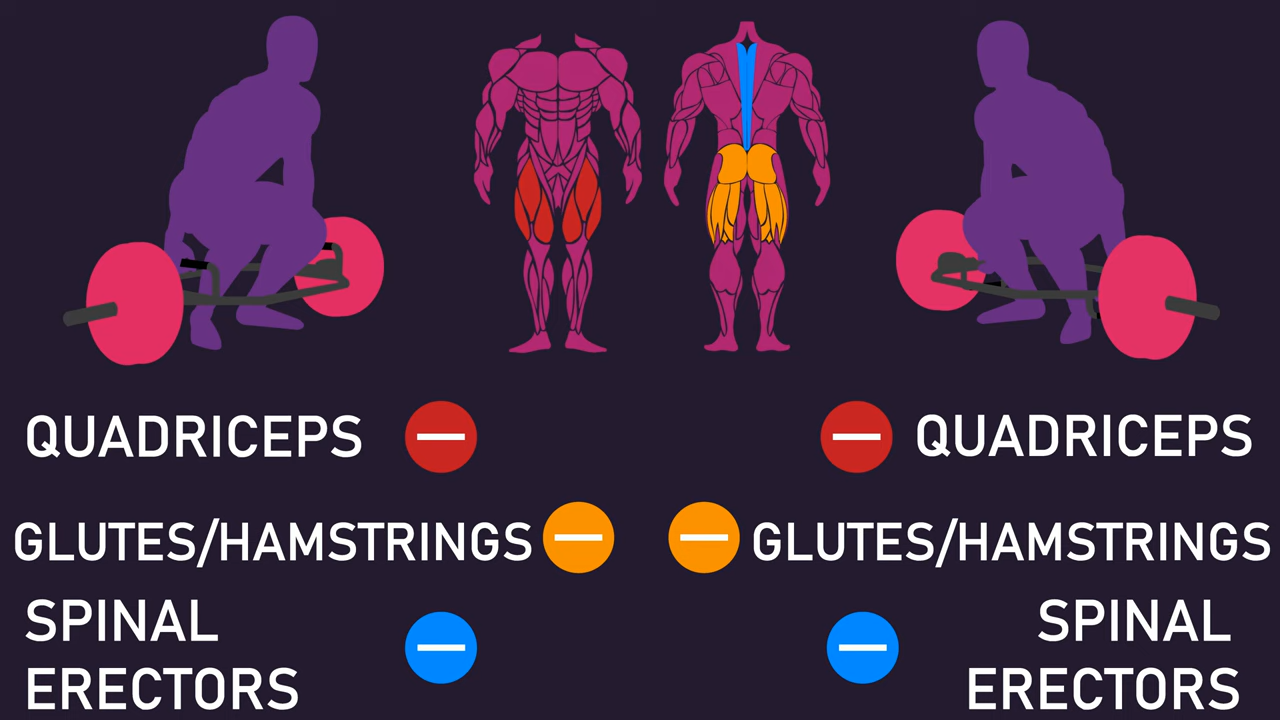 QUADRICEPS
QUADRICEPS
GLUTES/HAMSTRINGS
GLUTES/HAMSTRINGS
SPINAL
ERECTORS
SPINAL
ERECTORS